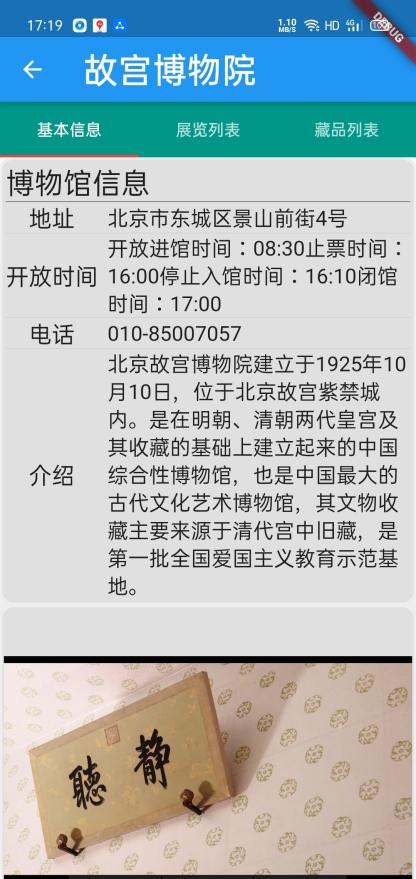 17:19
1.10 MB/S HD 4G
DEBUG
故宫博物院
基本信息 展览列表 藏品列表
博物馆信息
地址 北京市东城区景山前街4号
开放时间 开放进馆时间：08:30止票时间：
16:00停止入馆时间：16:10闭馆
时间：17:00
电话 010-85007057
介绍 北京故宫博物院建立于1925年10
月10日，位于北京故宫紫禁城
内。是在明朝、清朝两代皇宫及
其收藏的基础上建立起来的中国
综合性博物馆，也是中国最大的
古代文化艺术博物馆，其文物收
藏主要来源于清代宫中旧藏，是
第一批全国爱国主义教育示范基
地。
聽 静